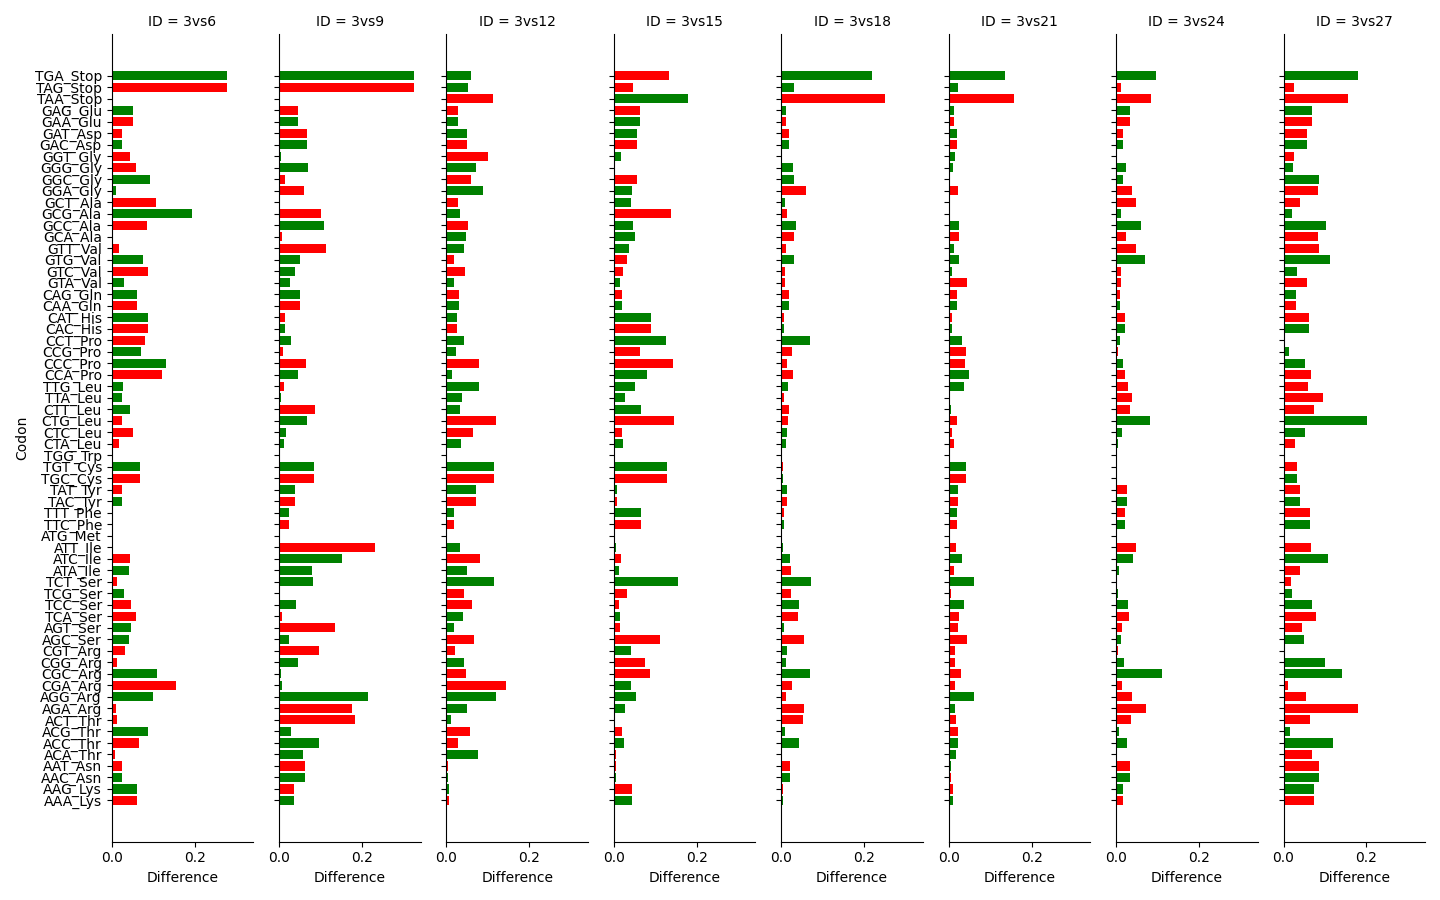 ID = 3vs6 ID = 3vs9 ID = 3vs12 ID = 3vs15 ID = 3vs18 ID = 3vs21 ID = 3vs24 ID = 3vs27
TGA_Stop
TAG_Stop
TAA_Stop
GAG_Glu
GAA_Glu
GAT_Asp
GAC_Asp
GGT_Gly
GGG_Gly
GGC_Gly
GGA_Gly
GCT_Ala
GCG_Ala
GCC_Ala
GCA_Ala
GTT_Val
GTG_Val
GTC_Val
GTA_Val
CAG_Gln
CAA_Gln
CAT_His
CAC_His
CCT_Pro
CCG_Pro
CCC_Pro
CCA_Pro
TTG_Leu
TTA_Leu
CTT_Leu
CTG_Leu
CTC_Leu
CTA_Leu
TGG_Trp
TGT_Cys
TGC_Cys
TAT_Tyr
TAC_Tyr
TTT_Phe
TTC_Phe
ATG_Met
ATT_Ile
ATC_Ile
ATA_Ile
TCT_Ser
TCG_Ser
TCC_Ser
TCA_Ser
AGT_Ser
AGC_Ser
CGT_Arg
CGG_Arg
CGC_Arg
CGA_Arg
AGG_Arg
AGA_Arg
ACT_Thr
ACG_Thr
ACC_Thr
ACA_Thr
AAT_Asn
AAC_Asn
AAG_Lys
AAA_Lys
Codon
0.0 0.2 0.0 0.2 0.0 0.2 0.0 0.2 0.0 0.2 0.0 0.2 0.0 0.2 0.0 0.2
Difference Difference Difference Difference Difference Difference Difference Difference